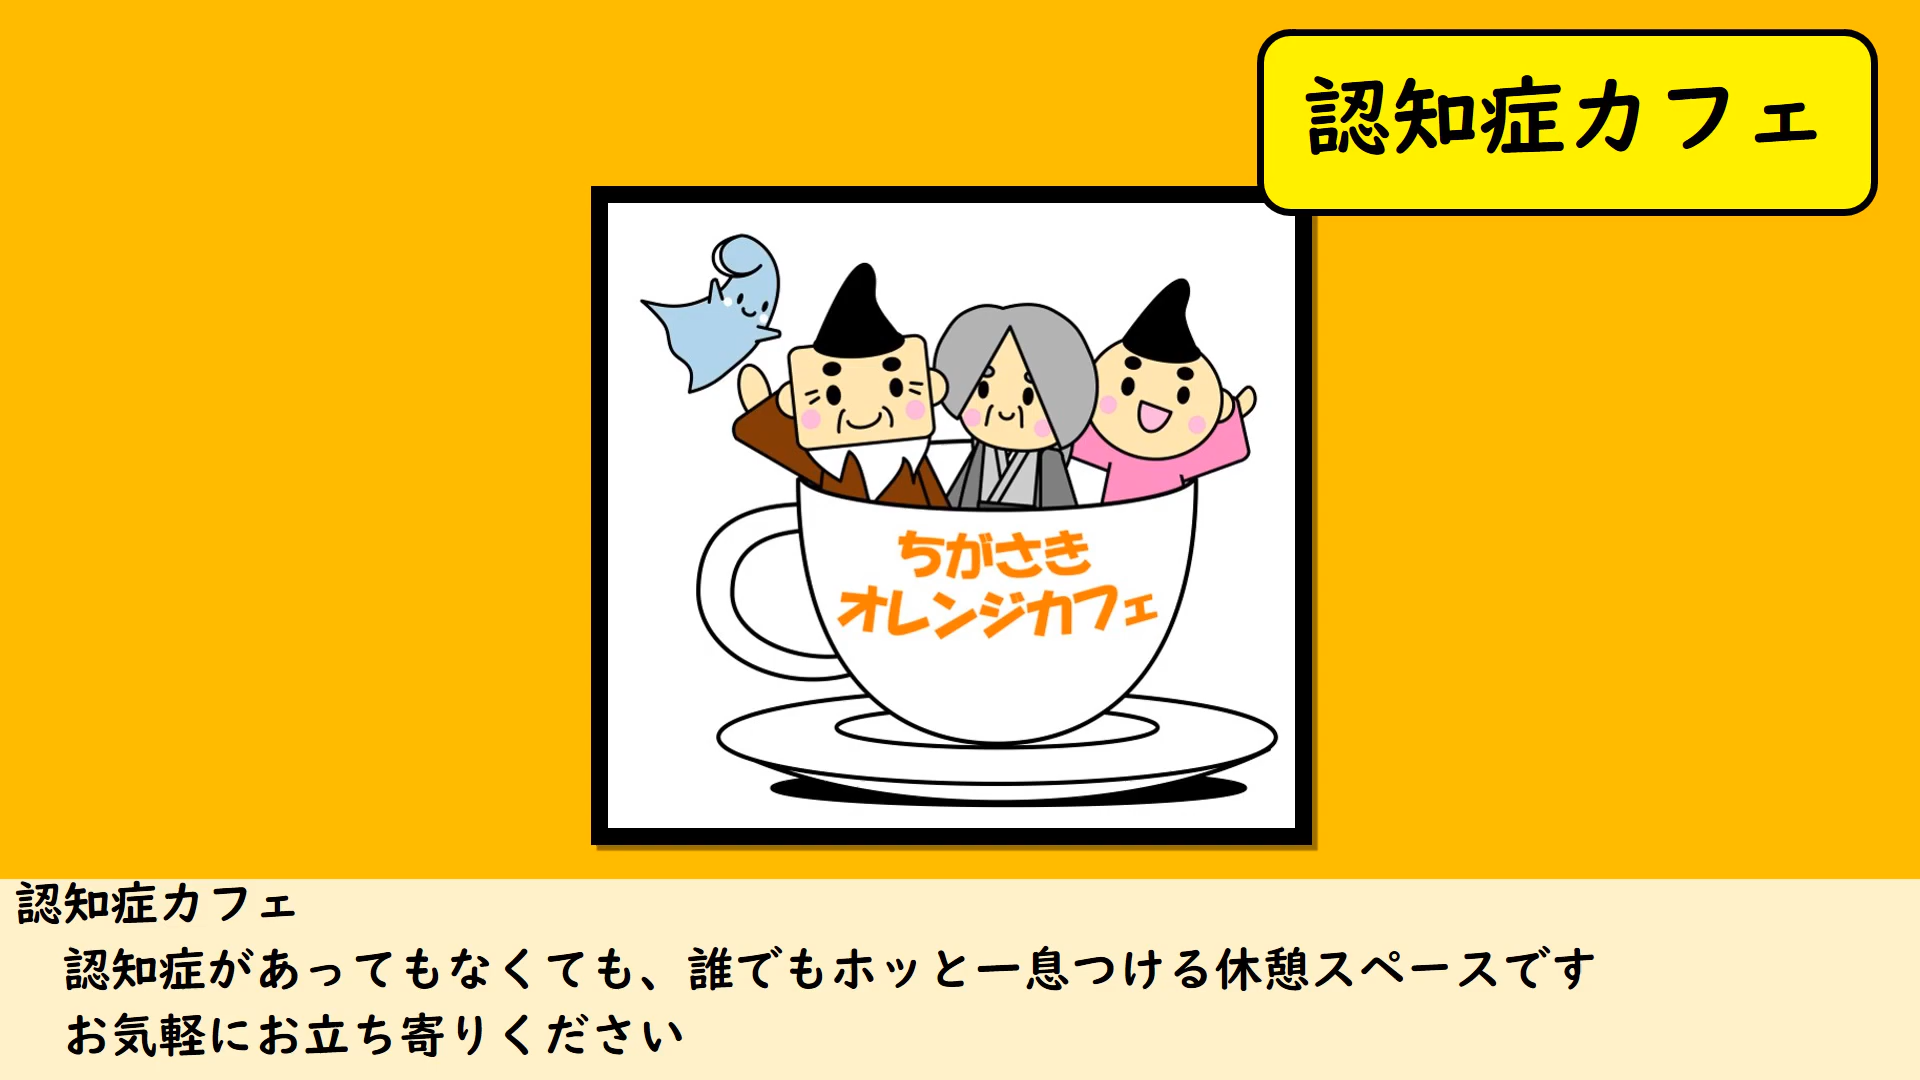 認知症カフェ
ちがさき
オレンジカフェ
認知症カフェ
認知症があってもなくても、誰でもホッと一息つける休憩スペースです
お気軽にお立ち寄りください